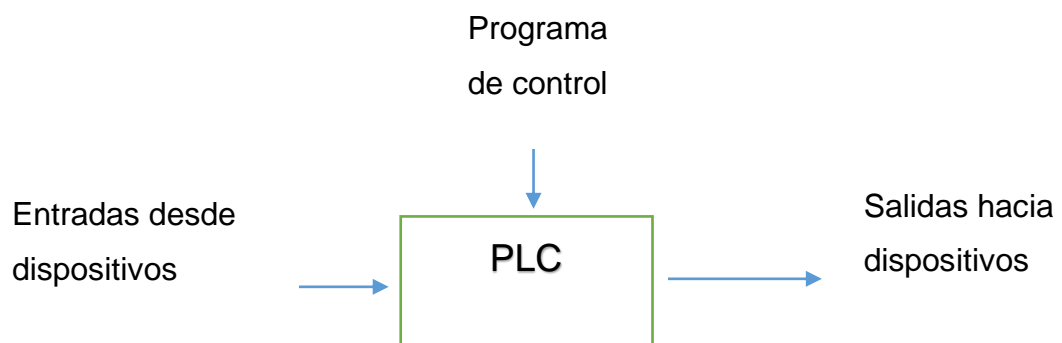 Programa
de control
Entradas desde
dispositivos
PLC
Salidas hacia
dispositivos